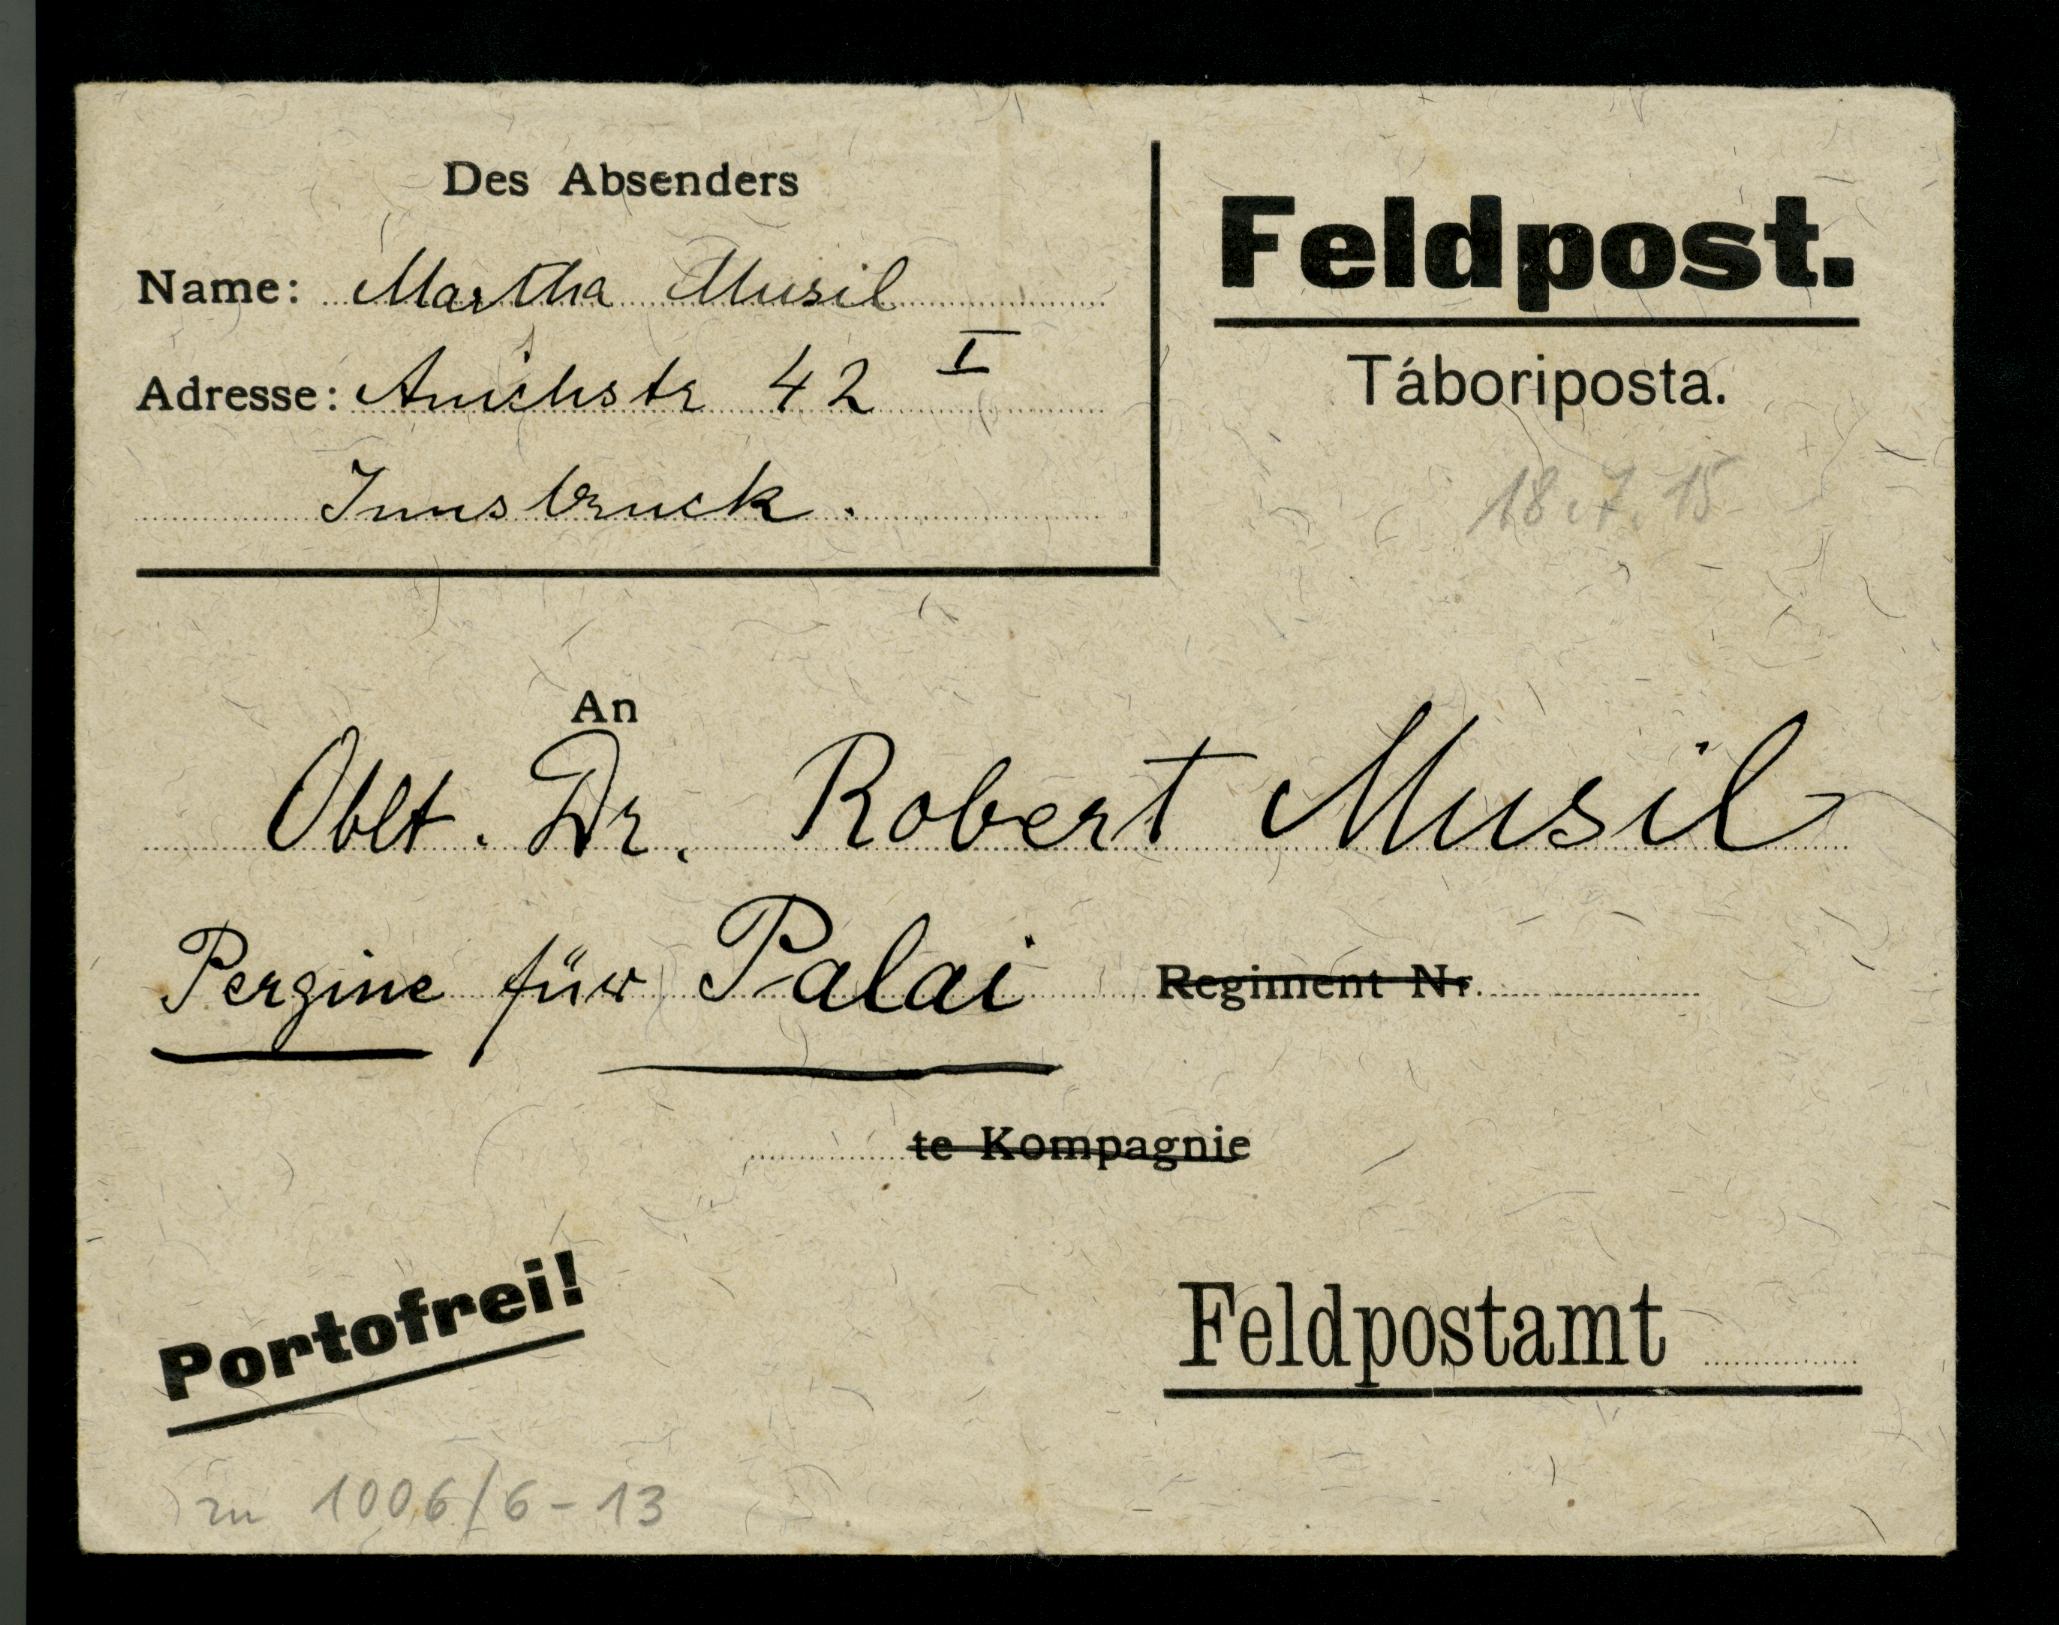 Des Absenders
Name: Martha Musil
Adresse: Anichstr 42 I
Innsbruck.
Feldpost.
Táboriposta.
18.7.15
An
Oblt. Dr. Robert Musil
Pergine für Palai Regiment Nr.
te Kompagnie
Portofrei!
Feldpostamt
zu 1006/6-13